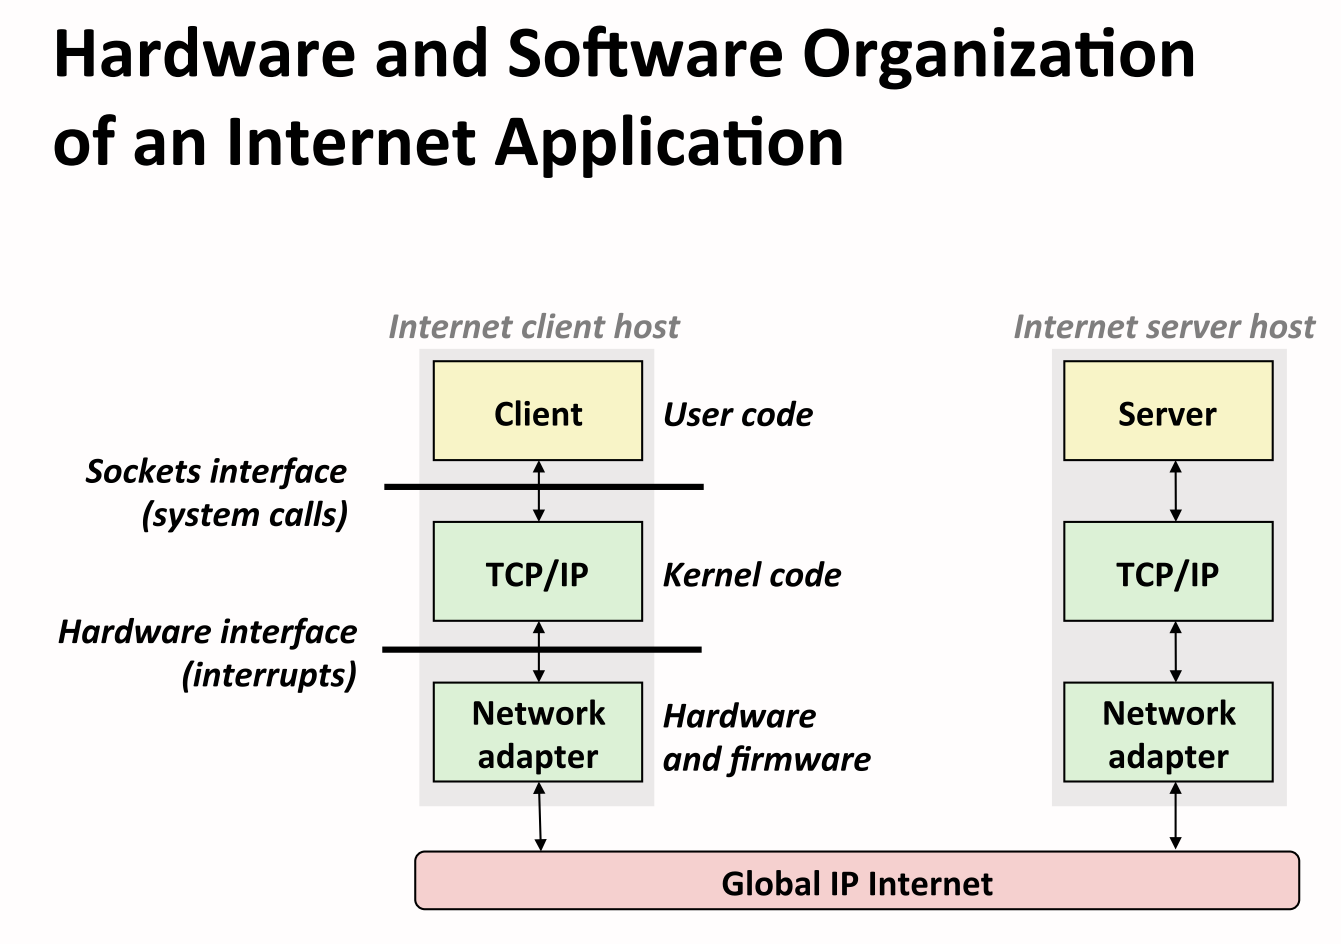 Hardware and Software Organization
of an Internet Application
Internet client host
Internet server host
Client
User code
Server
Sockets interface
(system calls)
TCP/IP
Kernel code
TCP/IP
Hardware interface
(interrupts)
Network
adapter
Hardware
and firmware
Network
adapter
Global IP Internet